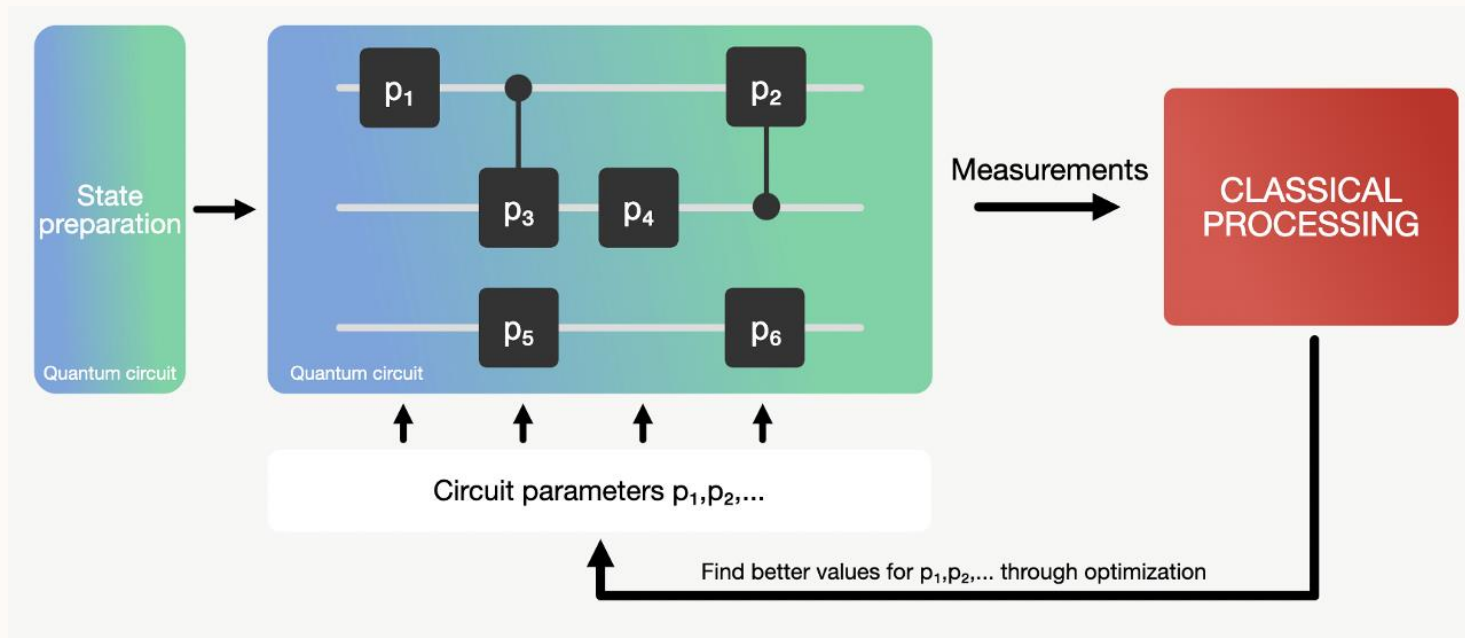 State
preparation
Quantum circuit
p₁
p₂
p₃
p₄
p₅
p₆
Quantum circuit
Measurements
CLASSICAL
PROCESSING
Circuit parameters p₁,p₂,...
Find better values for p₁,p₂,... through optimization